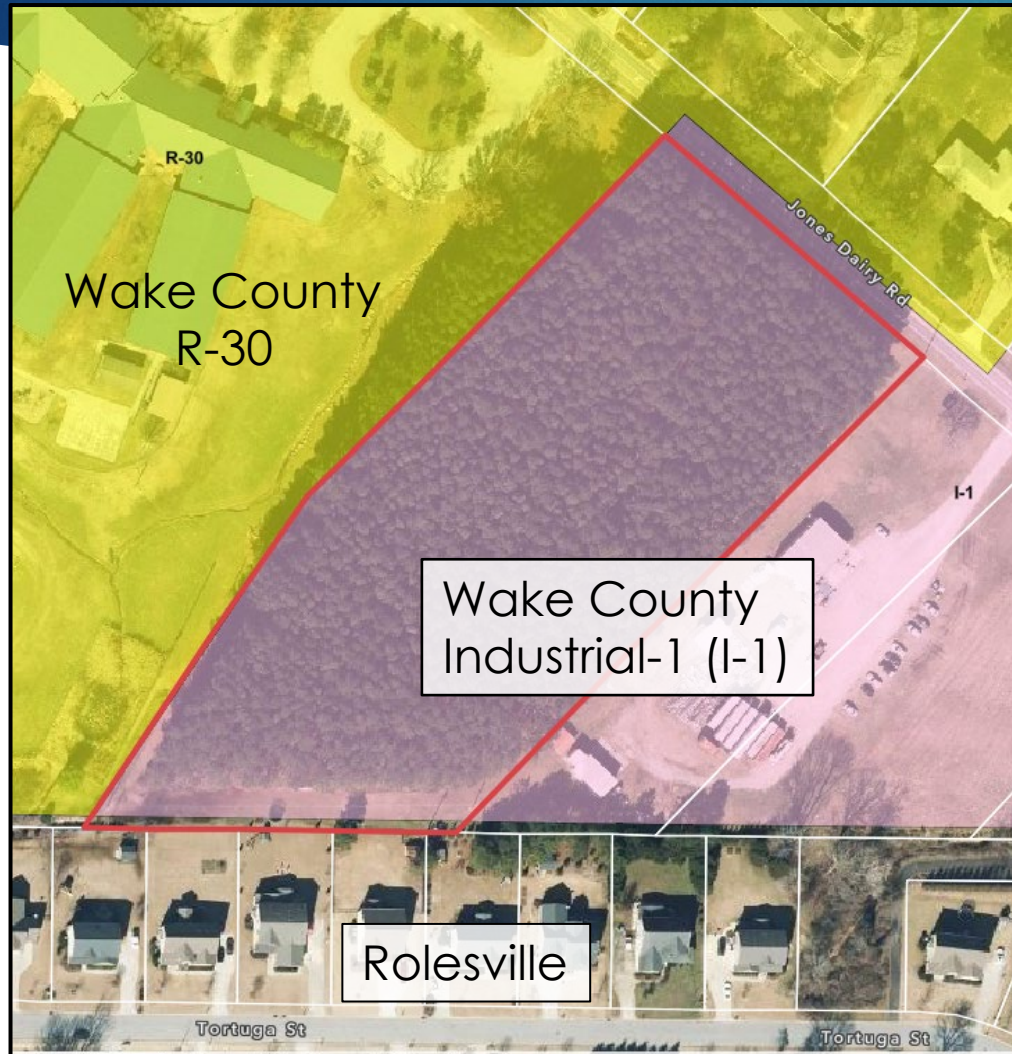 R-30
Wake County
R-30
Jones Dairy Rd
I-1
Wake County
Industrial-1 (I-1)
Rolesville
Tortuga St
Tortuga St